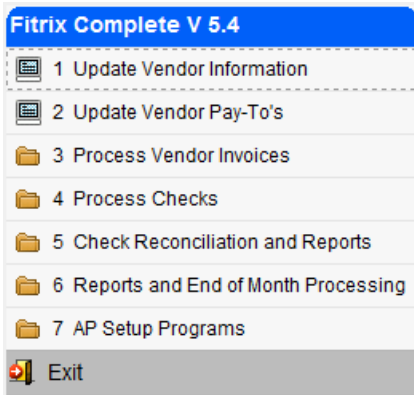 Fitrix Complete V 5.4
1 Update Vendor Information
2 Update Vendor Pay-To's
3 Process Vendor Invoices
4 Process Checks
5 Check Reconciliation and Reports
6 Reports and End of Month Processing
7 AP Setup Programs
Exit